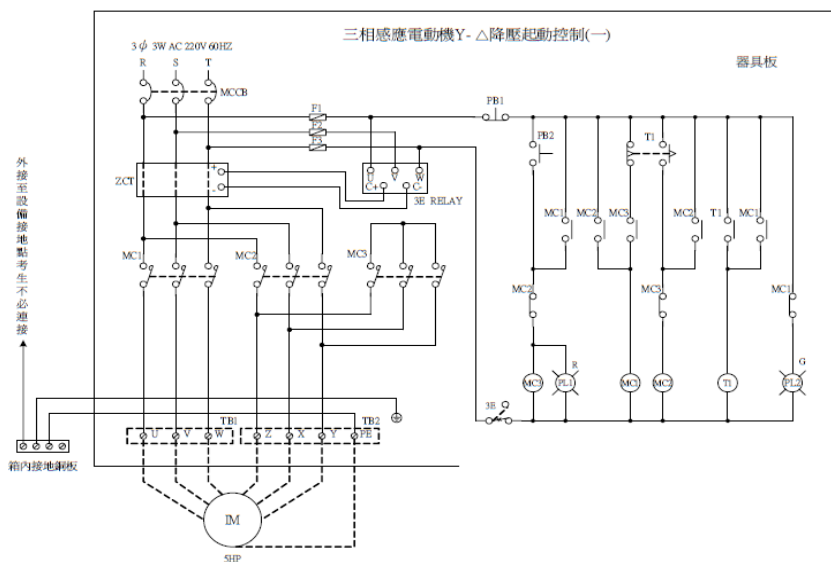 三相感應電動機Y-△降壓起動控制(一)
器具板
3φ 3W AC 220V 60HZ
R S T
MCCB
F1
F2
F3
PB1
PB2
T1
外接至設備接地點考生不必連接
ZCT
+
-
U V W
C+ C-
3E RELAY
MC1 MC2 MC3 MC2 T1 MC1
MC1 MC2 MC3
MC2 MC3 MC1
R
G
MC3 PL1 MC1 MC2 T1 PL2
3E
TB1 TB2
U V W Z X Y PE
箱內接地銅板
IM
5HP